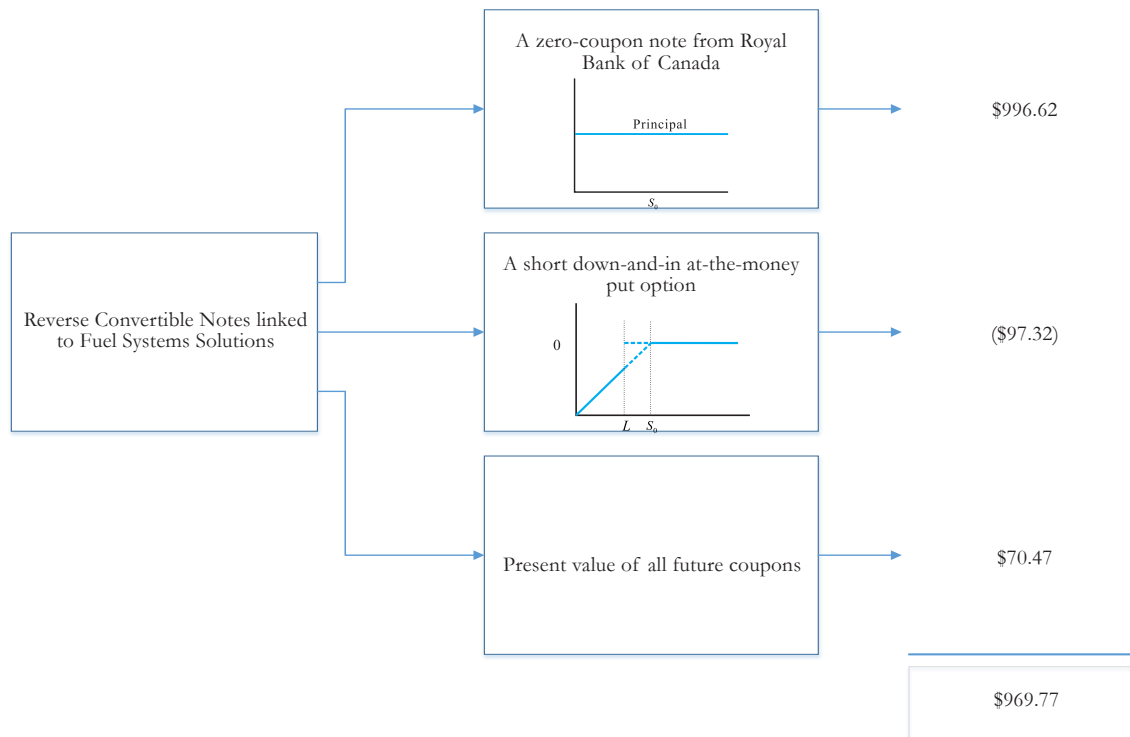 A zero-coupon note from Royal
Bank of Canada
Principal
S₀
$996.62
Reverse Convertible Notes linked
to Fuel Systems Solutions
A short down-and-in at-the-money
put option
0
L S₀
($97.32)
Present value of all future coupons
$70.47
$969.77